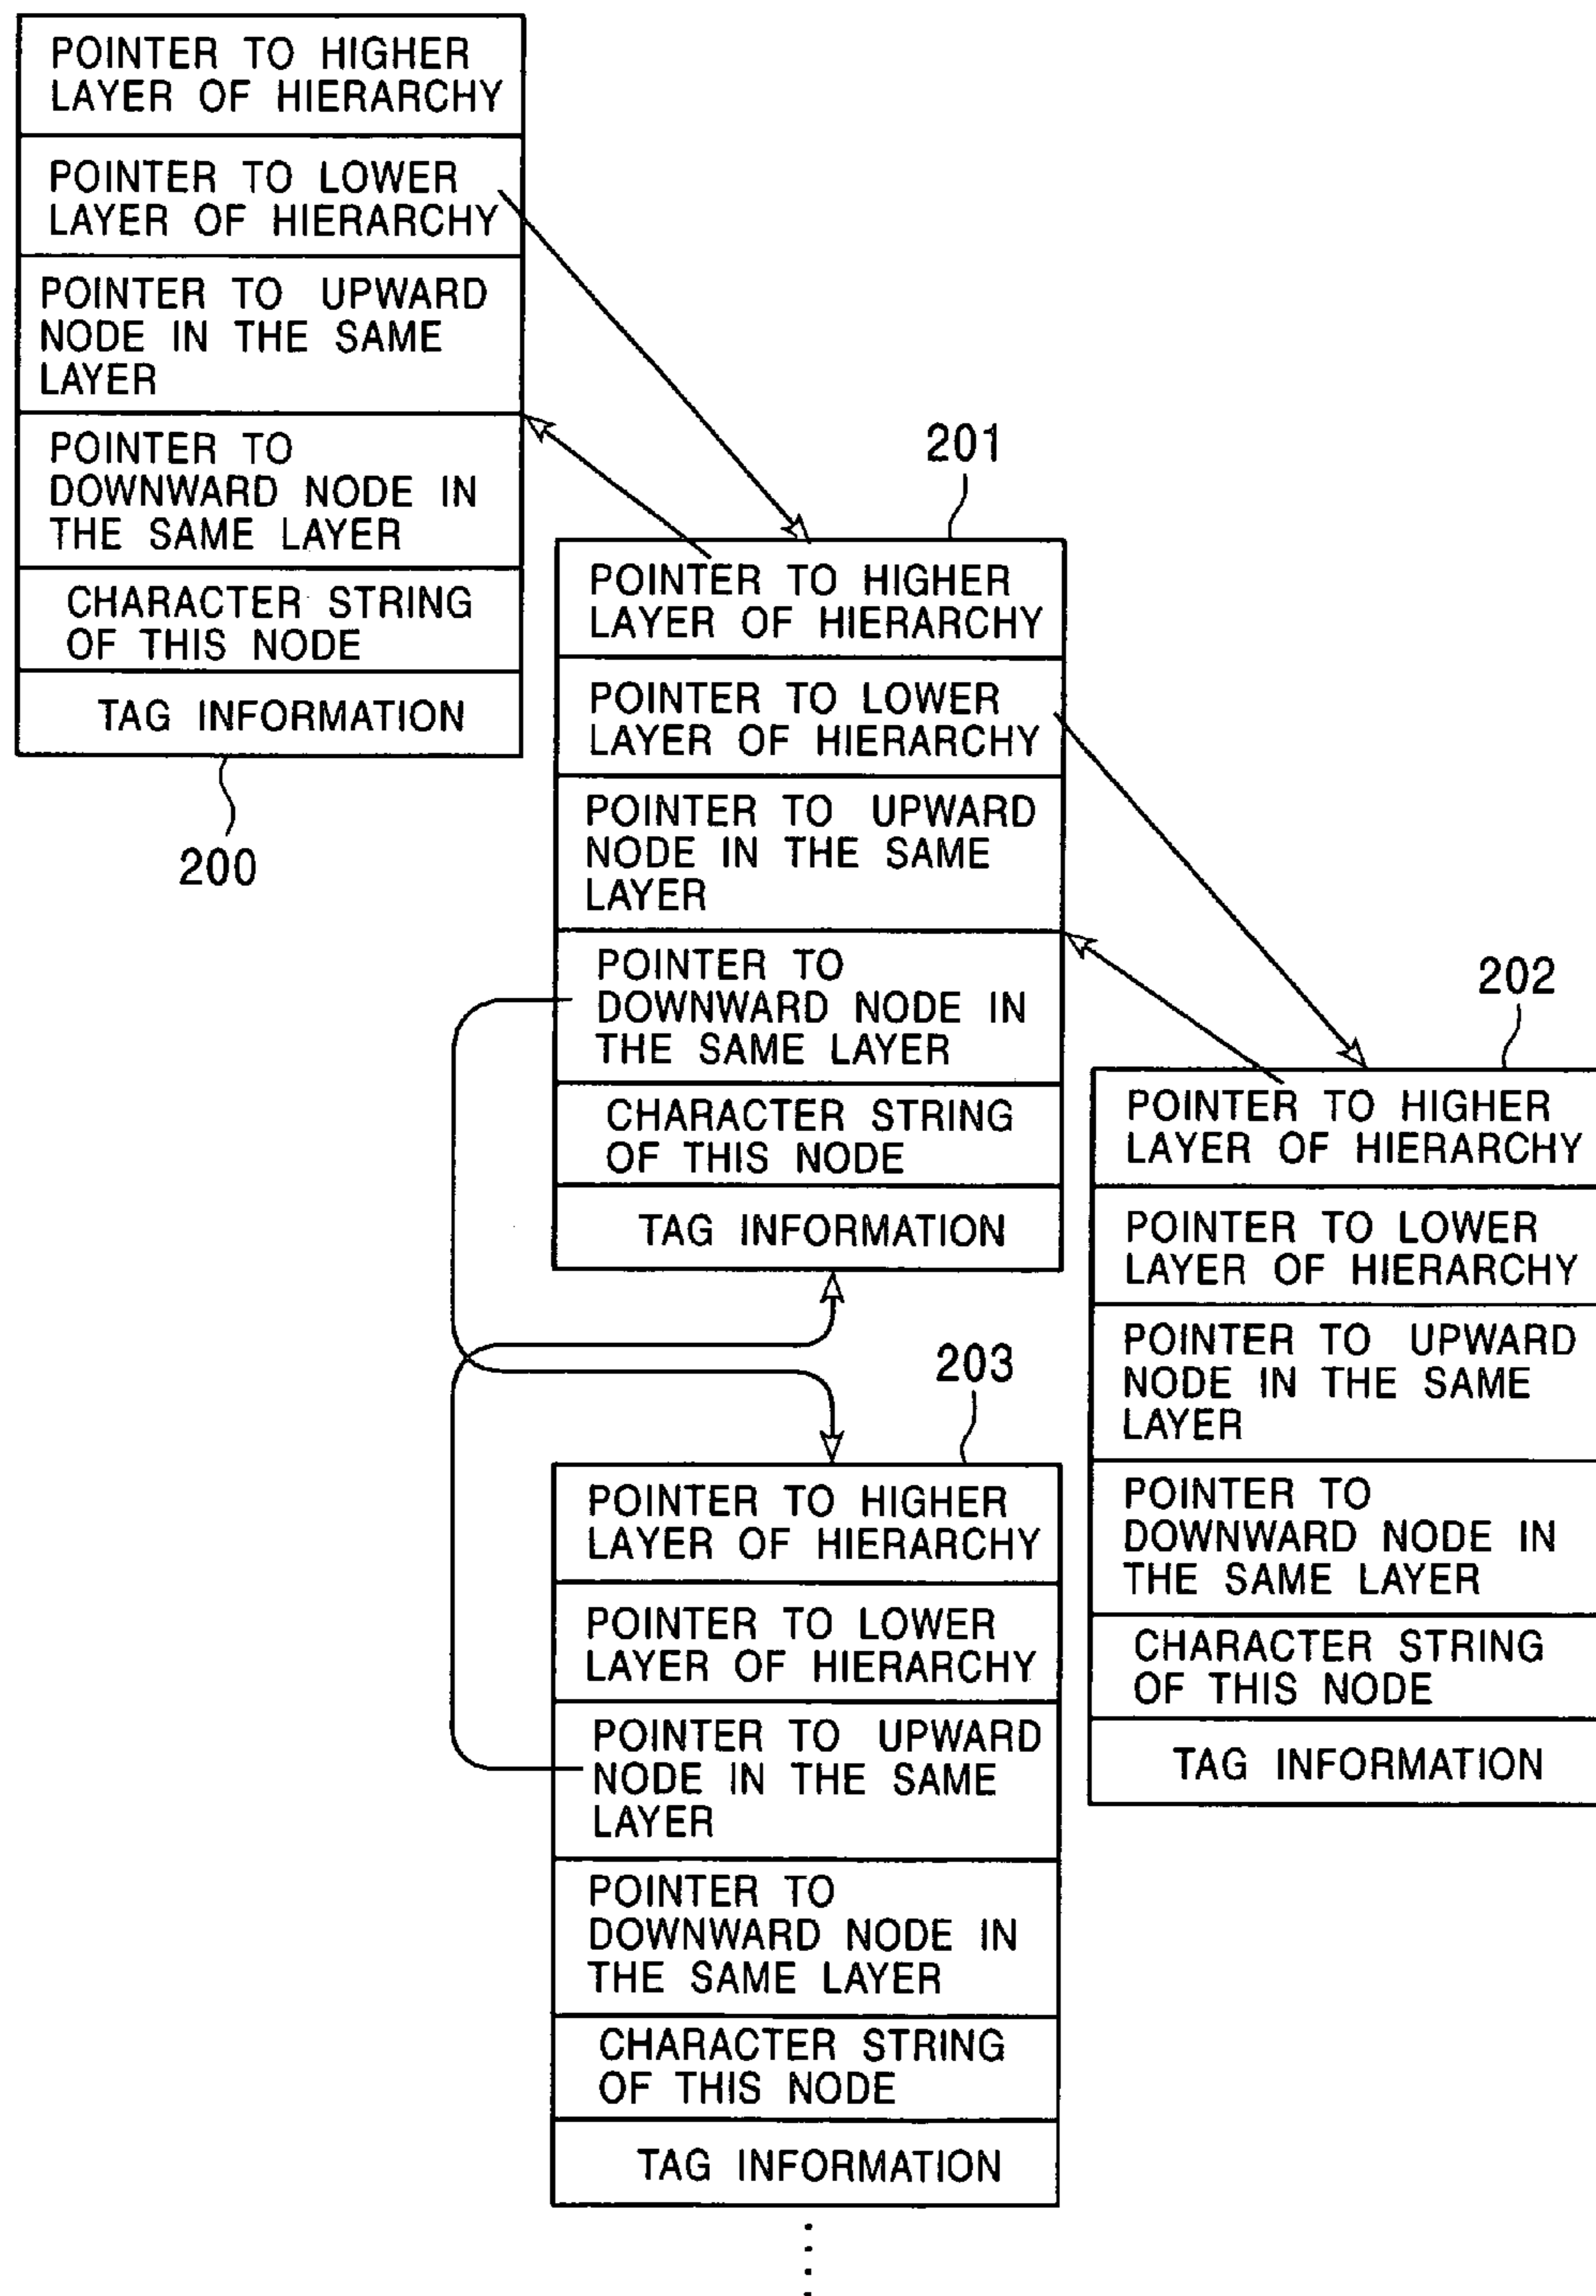 POINTER TO HIGHER
LAYER OF HIERARCHY
POINTER TO LOWER
LAYER OF HIERARCHY
POINTER TO UPWARD
NODE IN THE SAME
LAYER
POINTER TO
DOWNWARD NODE IN
THE SAME LAYER
CHARACTER STRING
OF THIS NODE
TAG INFORMATION
200
201
POINTER TO HIGHER
LAYER OF HIERARCHY
POINTER TO LOWER
LAYER OF HIERARCHY
POINTER TO UPWARD
NODE IN THE SAME
LAYER
POINTER TO
DOWNWARD NODE IN
THE SAME LAYER
CHARACTER STRING
OF THIS NODE
TAG INFORMATION
202
POINTER TO HIGHER
LAYER OF HIERARCHY
POINTER TO LOWER
LAYER OF HIERARCHY
POINTER TO UPWARD
NODE IN THE SAME
LAYER
POINTER TO
DOWNWARD NODE IN
THE SAME LAYER
CHARACTER STRING
OF THIS NODE
TAG INFORMATION
203
POINTER TO HIGHER
LAYER OF HIERARCHY
POINTER TO LOWER
LAYER OF HIERARCHY
POINTER TO UPWARD
NODE IN THE SAME
LAYER
POINTER TO
DOWNWARD NODE IN
THE SAME LAYER
CHARACTER STRING
OF THIS NODE
TAG INFORMATION